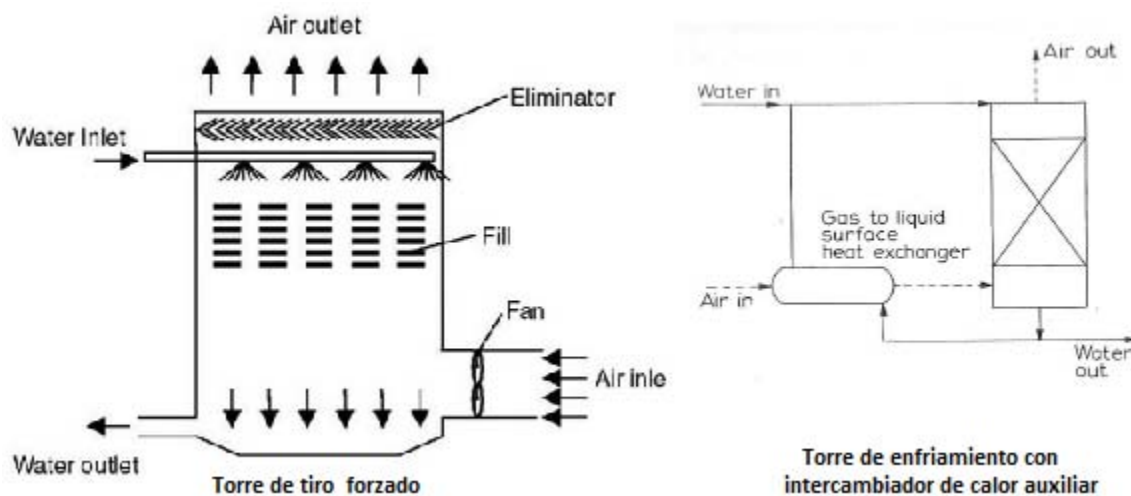 Air outlet
Eliminator
Water Inlet
Fill
Fan
Air inle
Water outlet
Torre de tiro forzado
Air out
Water in
Gas to liquid
surface
heat exchanger
Air in
Water
out
Torre de enfriamiento con
intercambiador de calor auxiliar